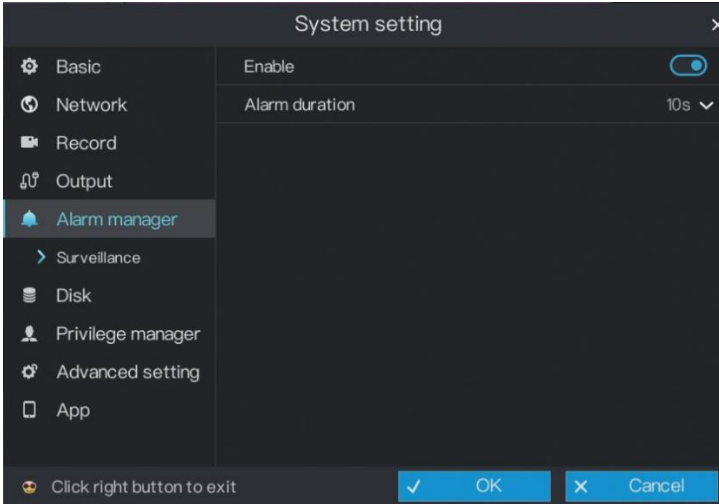 System setting
Basic
Network
Record
Output
Alarm manager
Surveillance
Disk
Privilege manager
Advanced setting
App
Enable
Alarm duration
10s
Click right button to exit
OK
Cancel